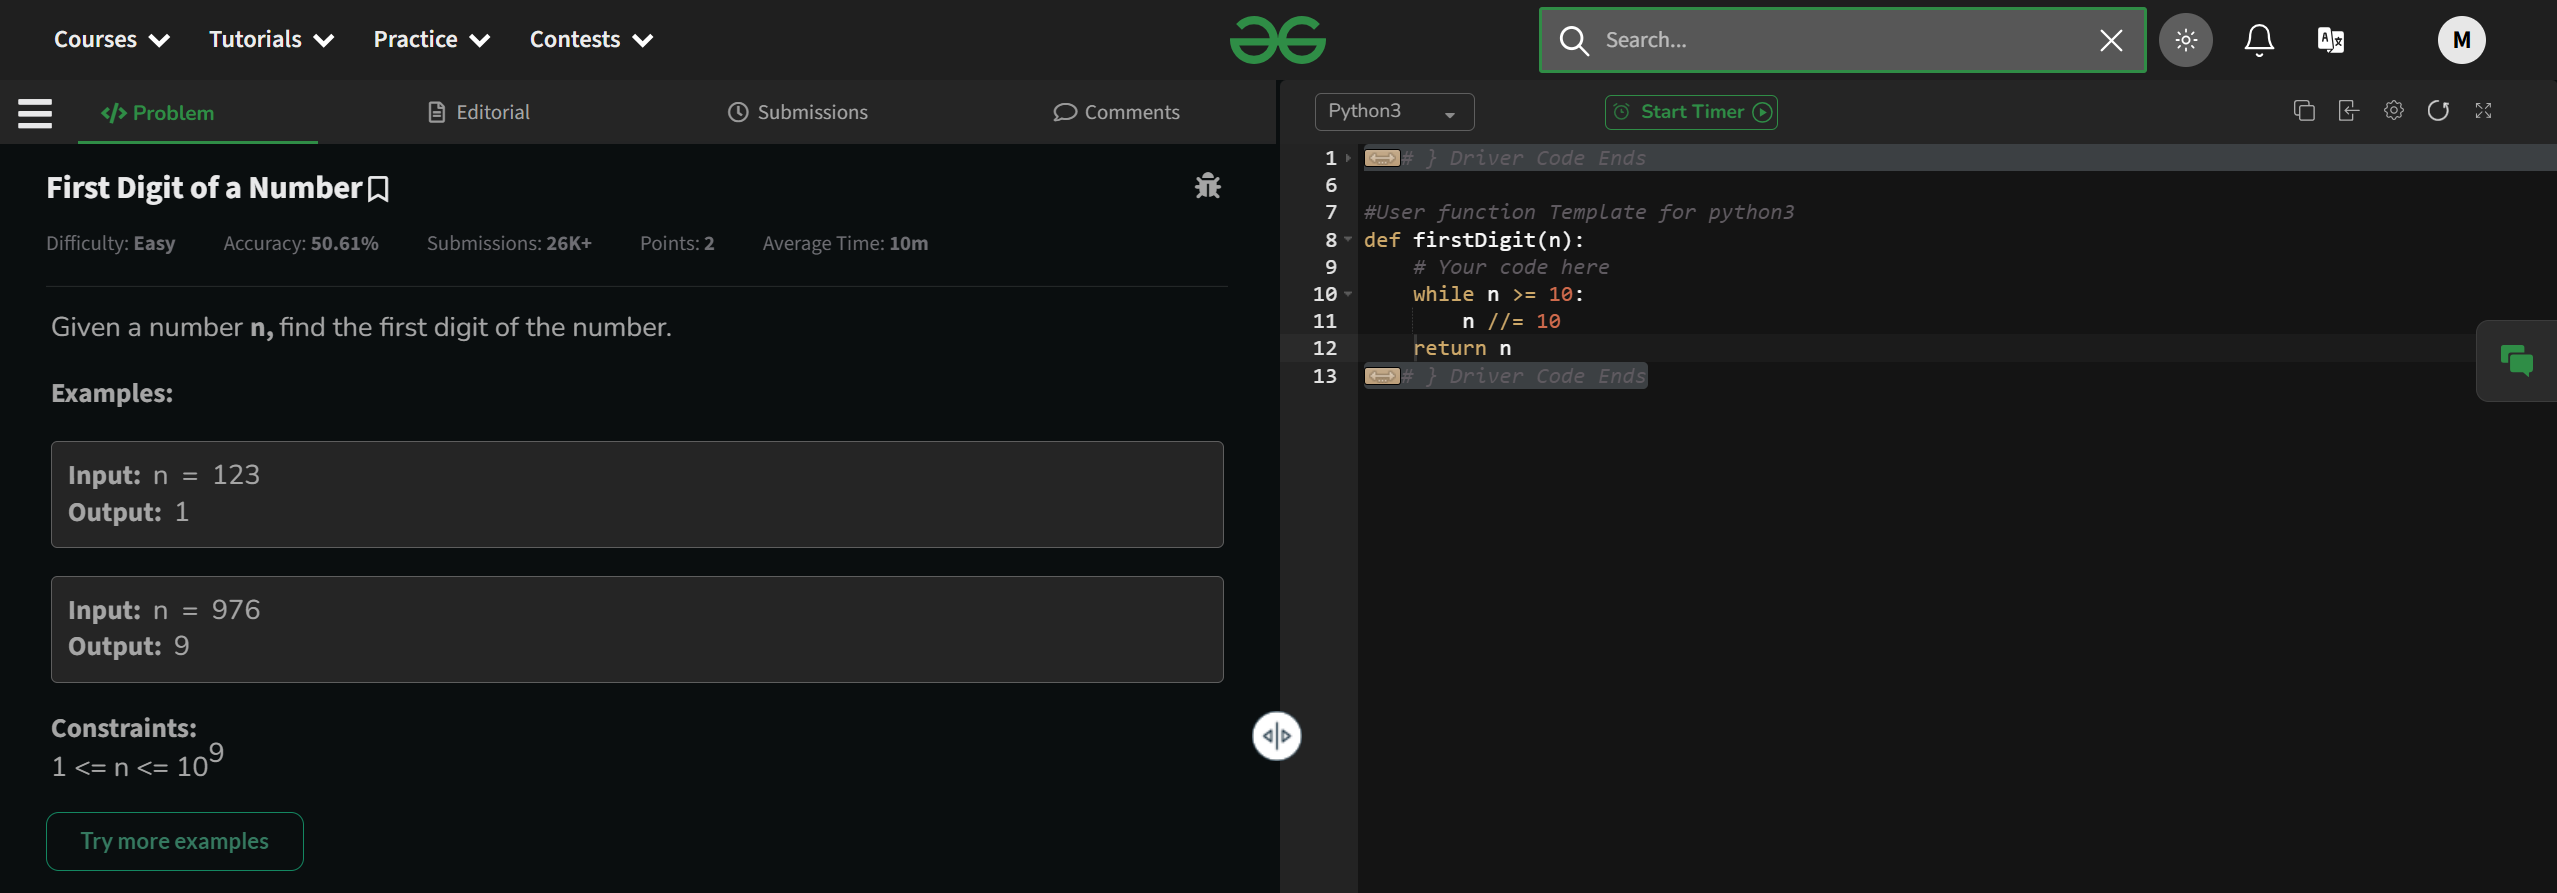 Courses Tutorials Practice Contests Search... M
Problem Editorial Submissions Comments
First Digit of a Number
Difficulty: Easy Accuracy: 50.61% Submissions: 26K+ Points: 2 Average Time: 10m
Given a number n, find the first digit of the number.
Examples:
Input: n = 123
Output: 1
Input: n = 976
Output: 9
Constraints:
1 <= n <= 10⁹
Try more examples
Python3 Start Timer
1 # } Driver Code Ends
6
7 #User function Template for python3
8 def firstDigit(n):
9     # Your code here
10     while n >= 10:
11         n //= 10
12     return n
13 # } Driver Code Ends